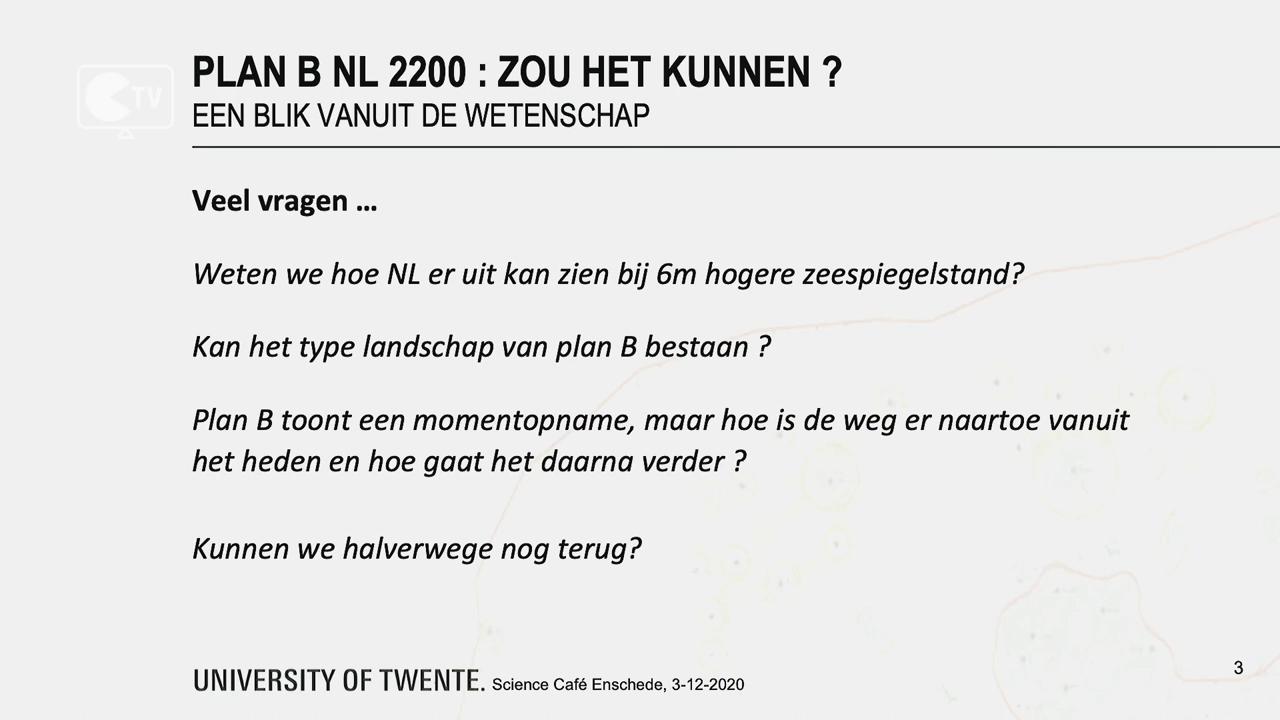 PLAN B NL 2200 : ZOU HET KUNNEN ?
TV
EEN BLIK VANUIT DE WETENSCHAP
Veel vragen …
Weten we hoe NL er uit kan zien bij 6m hogere zeespiegelstand?
Kan het type landschap van plan B bestaan ?
Plan B toont een momentopname, maar hoe is de weg er naartoe vanuit
het heden en hoe gaat het daarna verder ?
Kunnen we halverwege nog terug?
3
UNIVERSITY OF TWENTE. Science Café Enschede, 3-12-2020